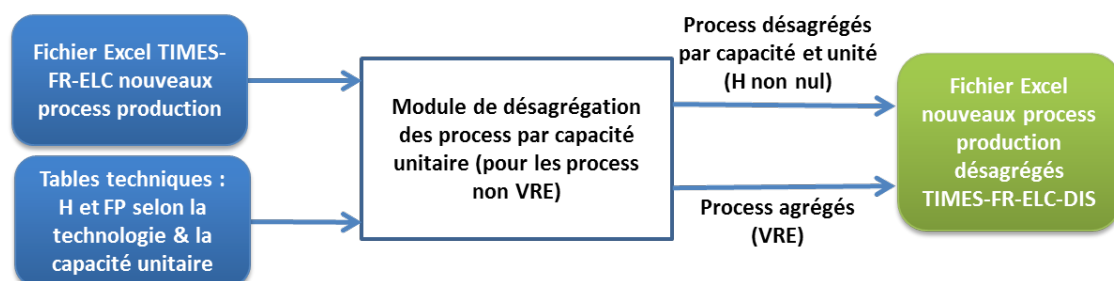 Fichier Excel TIMES-
FR-ELC nouveaux
process production
Tables techniques :
H et FP selon la
technologie & la
capacité unitaire
Module de désagrégation
des process par capacité
unitaire (pour les process
non VRE)
Process désagrégés
par capacité et unité
(H non nul)
Process agrégés
(VRE)
Fichier Excel
nouveaux process
production
désagrégés
TIMES-FR-ELC-DIS